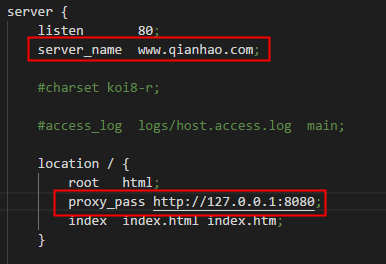 server {
    listen       80;
    server_name  www.qianhao.com;

    #charset koi8-r;

    #access_log  logs/host.access.log  main;

    location / {
        root   html;
        proxy_pass http://127.0.0.1:8080;
        index  index.html index.htm;
    }